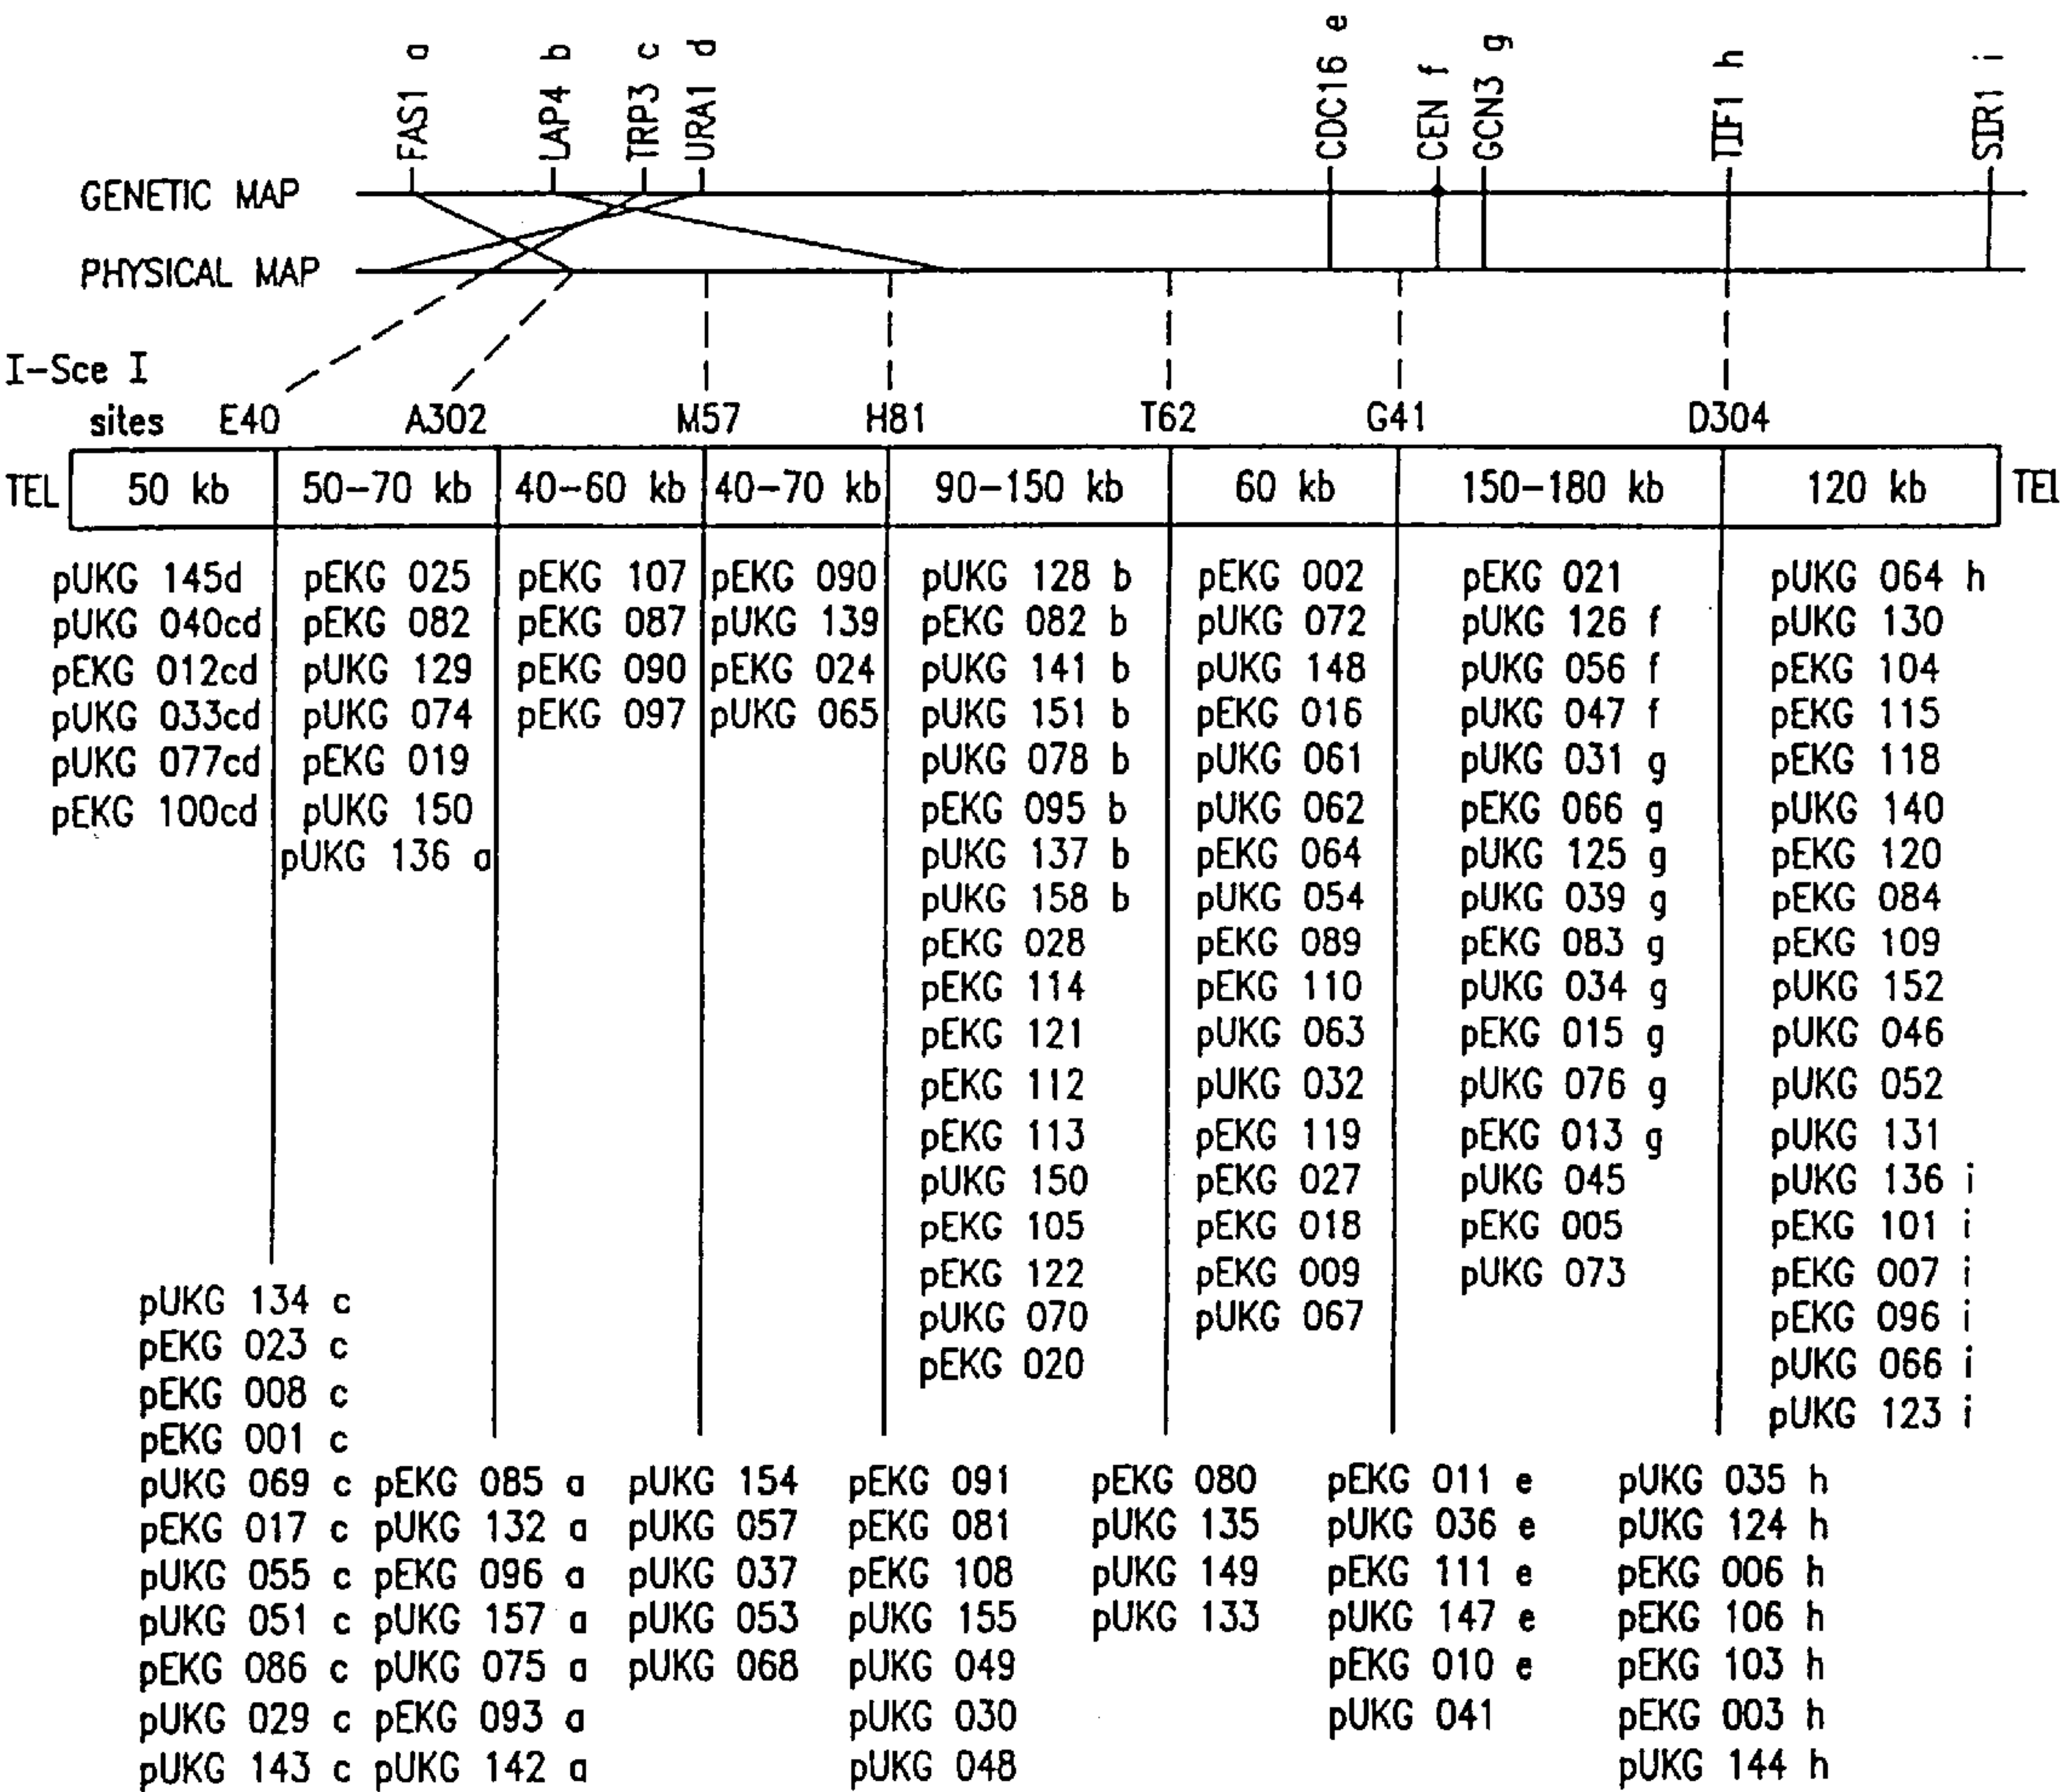 FAS1 a LAP4 b TRP3 c URA1 d CDC16 e CEN f GCN3 g TIF1 h SIR1 i
GENETIC MAP
PHYSICAL MAP
I-Sce I
sites E40 A302 M57 H81 T62 G41 D304
TEL 50 kb 50-70 kb 40-60 kb 40-70 kb 90-150 kb 60 kb 150-180 kb 120 kb TEL
pUKG 145d pEKG 025 pEKG 107 pEKG 090 pUKG 128 b pEKG 002 pEKG 021 pUKG 064 h
pUKG 040cd pEKG 082 pEKG 087 pUKG 139 pEKG 082 b pUKG 072 pUKG 126 f pUKG 130
pEKG 012cd pUKG 129 pEKG 090 pEKG 024 pUKG 141 b pUKG 148 pUKG 056 f pEKG 104
pUKG 033cd pUKG 074 pEKG 097 pUKG 065 pUKG 151 b pEKG 016 pUKG 047 f pEKG 115
pUKG 077cd pEKG 019 pUKG 078 b pUKG 061 pUKG 031 g pEKG 118
pEKG 100cd pUKG 150 pEKG 095 b pUKG 062 pEKG 066 g pUKG 140
pUKG 136 a pUKG 137 b pEKG 064 pUKG 125 g pEKG 120
pUKG 158 b pUKG 054 pUKG 039 g pEKG 084
pEKG 028 pEKG 089 pEKG 083 g pEKG 109
pEKG 114 pEKG 110 pUKG 034 g pUKG 152
pEKG 121 pUKG 063 pEKG 015 g pUKG 046
pEKG 112 pUKG 032 pUKG 076 g pUKG 052
pEKG 113 pEKG 119 pEKG 013 g pUKG 131
pUKG 150 pEKG 027 pUKG 045 pUKG 136 i
pEKG 105 pEKG 018 pEKG 005 pEKG 101 i
pEKG 122 pEKG 009 pUKG 073 pEKG 007 i
pUKG 134 c pUKG 070 pUKG 067 pEKG 096 i
pEKG 023 c pEKG 020 pUKG 066 i
pEKG 008 c pUKG 123 i
pEKG 001 c
pUKG 069 c pEKG 085 a pUKG 154 pEKG 091 pEKG 080 pEKG 011 e pUKG 035 h
pEKG 017 c pUKG 132 a pUKG 057 pEKG 081 pUKG 135 pUKG 036 e pUKG 124 h
pUKG 055 c pEKG 096 a pUKG 037 pEKG 108 pUKG 149 pEKG 111 e pEKG 006 h
pUKG 051 c pUKG 157 a pUKG 053 pUKG 155 pUKG 133 pUKG 147 e pEKG 106 h
pEKG 086 c pUKG 075 a pUKG 068 pUKG 049 pEKG 010 e pEKG 103 h
pUKG 029 c pEKG 093 a pUKG 030 pUKG 041 pEKG 003 h
pUKG 143 c pUKG 142 a pUKG 048 pUKG 144 h